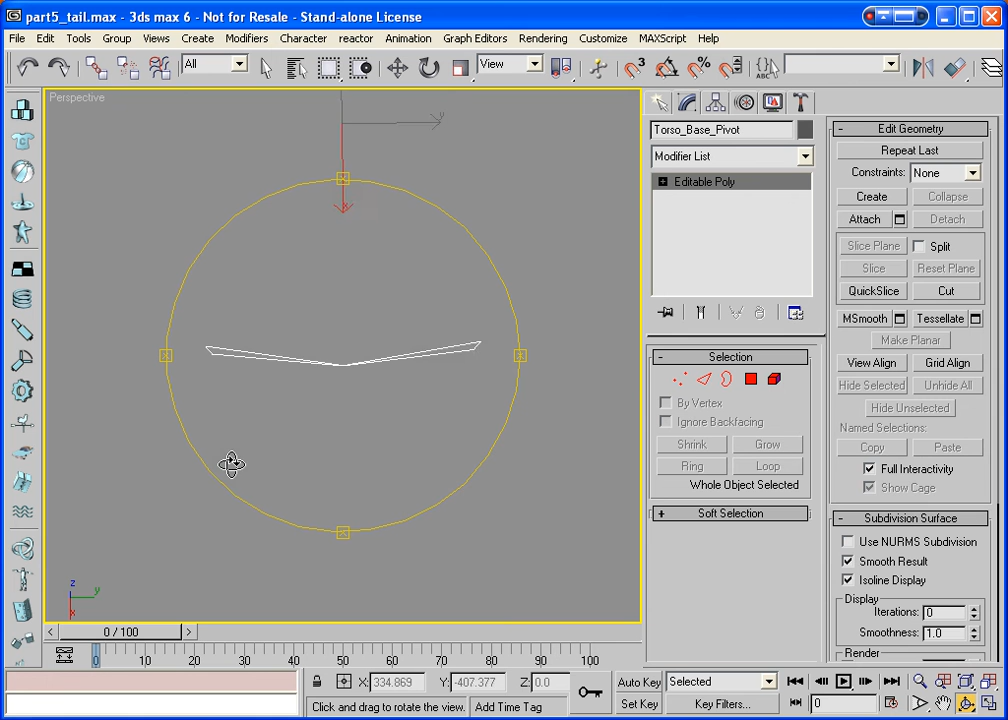 part5_tail.max - 3ds max 6 - Not for Resale - Stand-alone License
File Edit Tools Group Views Create Modifiers Character reactor Animation Graph Editors Rendering Customize MAXScript Help
All View 3 % ABC
Perspective
y
x
z
y
x
Torso_Base_Pivot
Modifier List
Editable Poly
Selection
By Vertex
Ignore Backfacing
Shrink Grow
Ring Loop
Whole Object Selected
Soft Selection
Edit Geometry
Repeat Last
Constraints: None
Create Collapse
Attach Detach
Slice Plane Split
Slice Reset Plane
QuickSlice Cut
MSmooth Tessellate
Make Planar
View Align Grid Align
Hide Selected Unhide All
Hide Unselected
Named Selections:
Copy Paste
Full Interactivity
Show Cage
Subdivision Surface
Use NURMS Subdivision
Smooth Result
Isoline Display
Display
Iterations: 0
Smoothness: 1.0
Render
0 / 100
0 10 20 30 40 50 60 70 80 90 100
X: 334.869 Y: -407.377 Z: 0.0
Auto Key Selected
Click and drag to rotate the view. Add Time Tag
Set Key Key Filters... 0